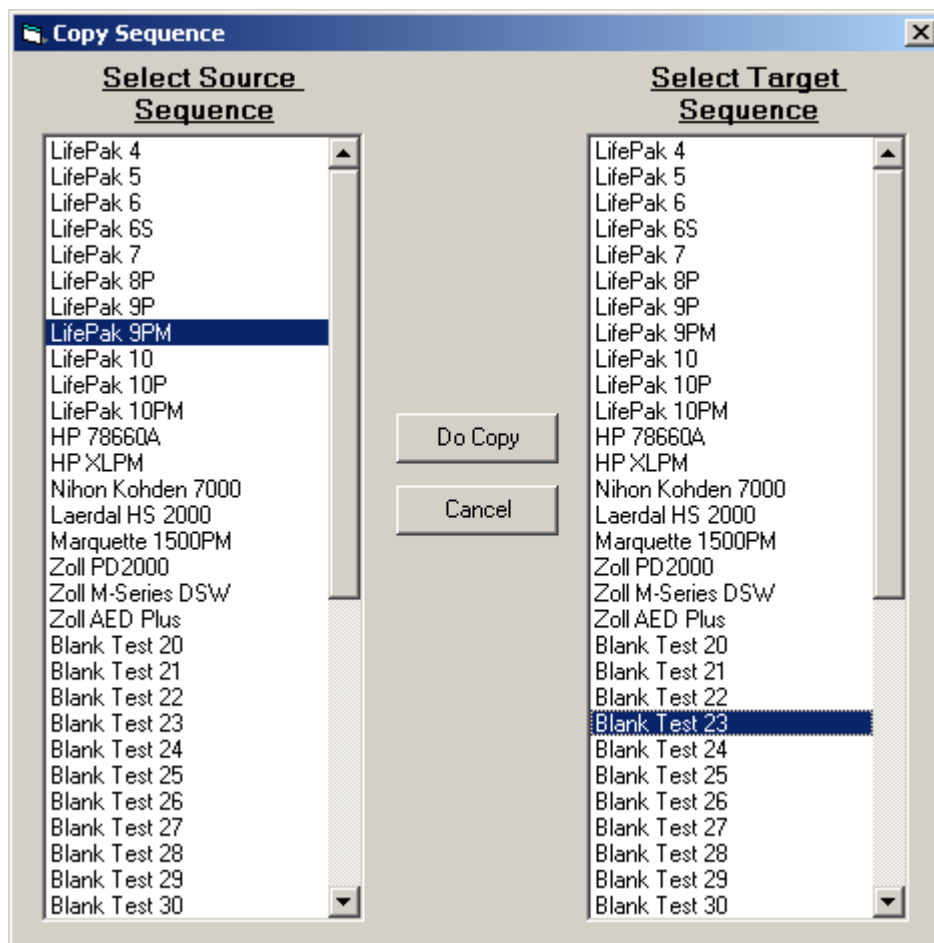 Copy Sequence
Select Source
Sequence
LifePak 4
LifePak 5
LifePak 6
LifePak 6S
LifePak 7
LifePak 8P
LifePak 9P
LifePak 9PM
LifePak 10
LifePak 10P
LifePak 10PM
HP 78660A
HP XLPM
Nihon Kohden 7000
Laerdal HS 2000
Marquette 1500PM
Zoll PD2000
Zoll M-Series DSW
Zoll AED Plus
Blank Test 20
Blank Test 21
Blank Test 22
Blank Test 23
Blank Test 24
Blank Test 25
Blank Test 26
Blank Test 27
Blank Test 28
Blank Test 29
Blank Test 30
Do Copy
Cancel
Select Target
Sequence
LifePak 4
LifePak 5
LifePak 6
LifePak 6S
LifePak 7
LifePak 8P
LifePak 9P
LifePak 9PM
LifePak 10
LifePak 10P
LifePak 10PM
HP 78660A
HP XLPM
Nihon Kohden 7000
Laerdal HS 2000
Marquette 1500PM
Zoll PD2000
Zoll M-Series DSW
Zoll AED Plus
Blank Test 20
Blank Test 21
Blank Test 22
Blank Test 23
Blank Test 24
Blank Test 25
Blank Test 26
Blank Test 27
Blank Test 28
Blank Test 29
Blank Test 30